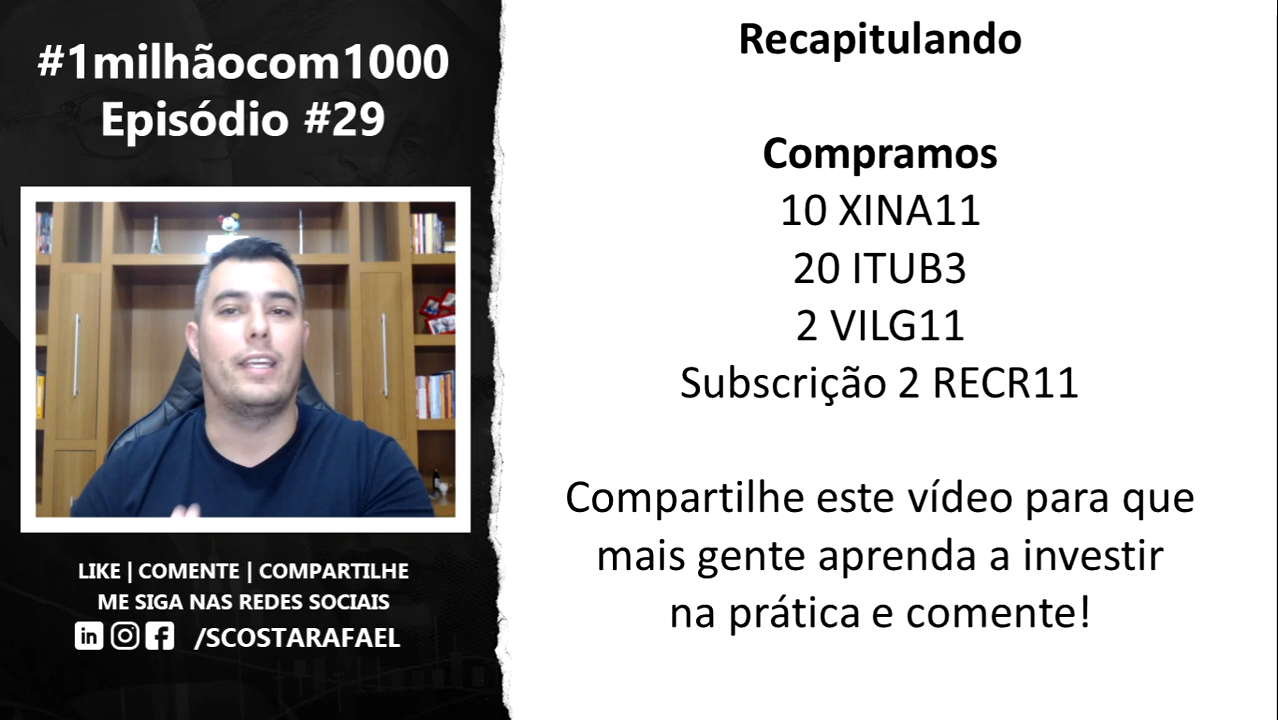 #1milhãocom1000
Episódio #29
LIKE | COMENTE | COMPARTILHE
ME SIGA NAS REDES SOCIAIS
in /SCOSTARAFAEL
Recapitulando
Compramos
10 XINA11
20 ITUB3
2 VILG11
Subscrição 2 RECR11
Compartilhe este vídeo para que
mais gente aprenda a investir
na prática e comente!